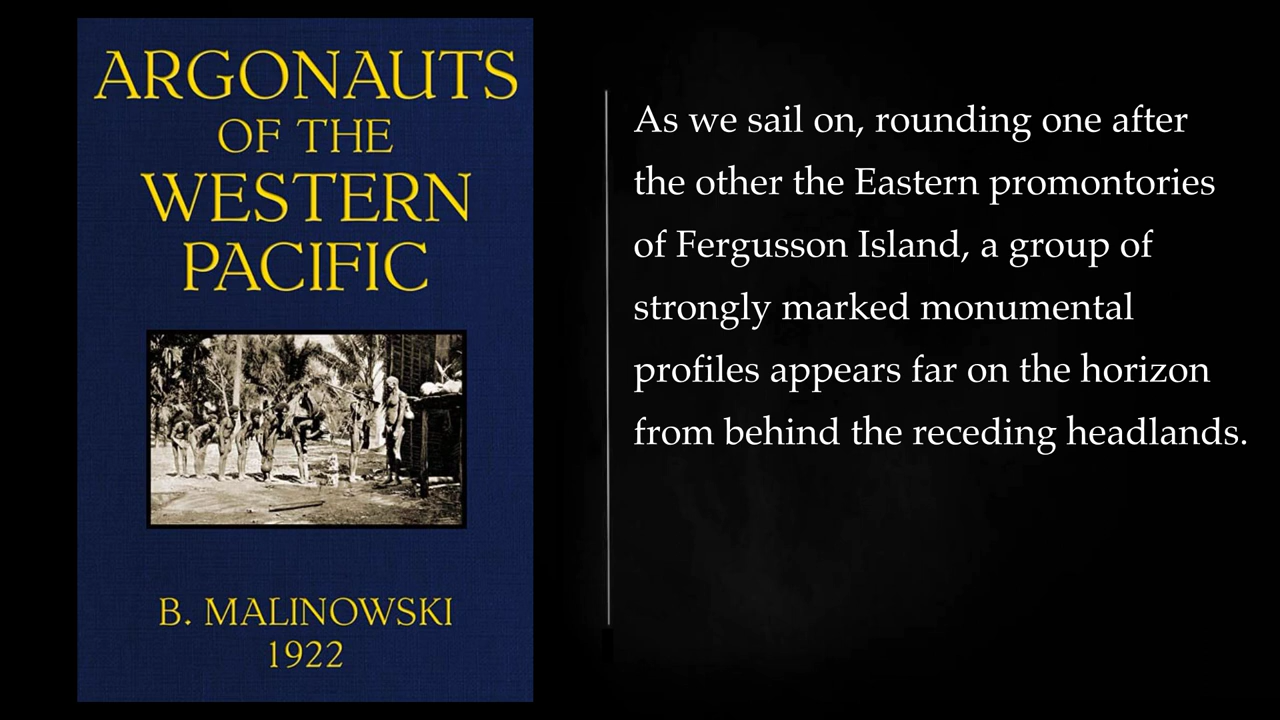 ARGONAUTS
OF THE
WESTERN
PACIFIC
B. MALINOWSKI
1922
As we sail on, rounding one after
the other the Eastern promontories
of Fergusson Island, a group of
strongly marked monumental
profiles appears far on the horizon
from behind the receding headlands.